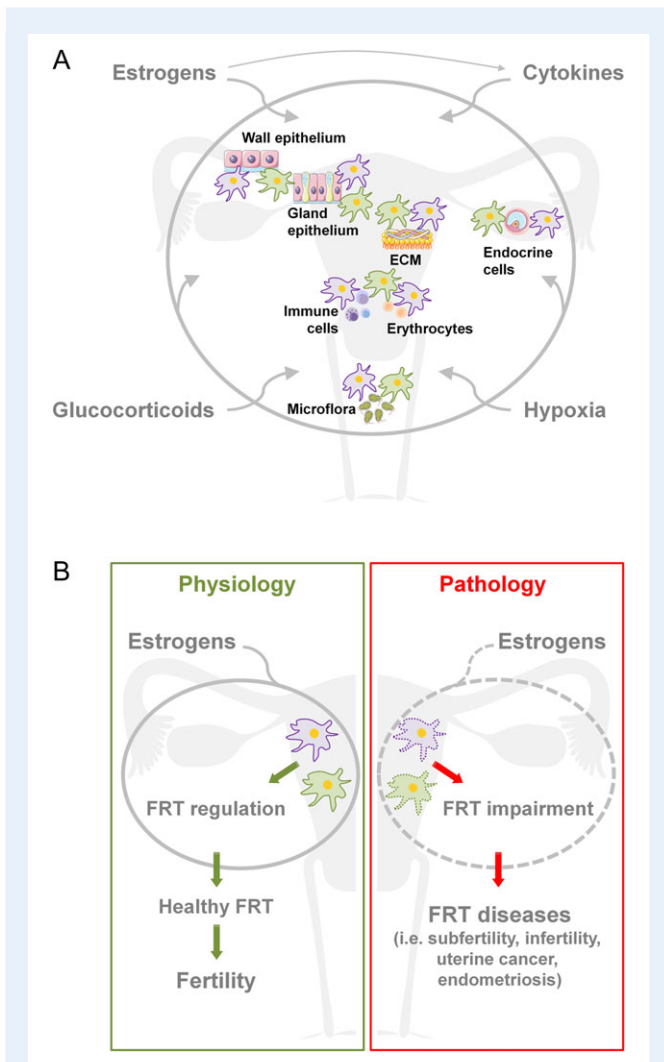 A
Estrogens
Cytokines
Wall epithelium
Gland
epithelium
ECM
Endocrine
cells
Immune
cells
Erythrocytes
Glucocorticoids
Microflora
Hypoxia
B
Physiology
Estrogens
FRT regulation
Healthy FRT
Fertility
Pathology
Estrogens
FRT impairment
FRT diseases
(i.e. subfertility, infertility,
uterine cancer,
endometriosis)